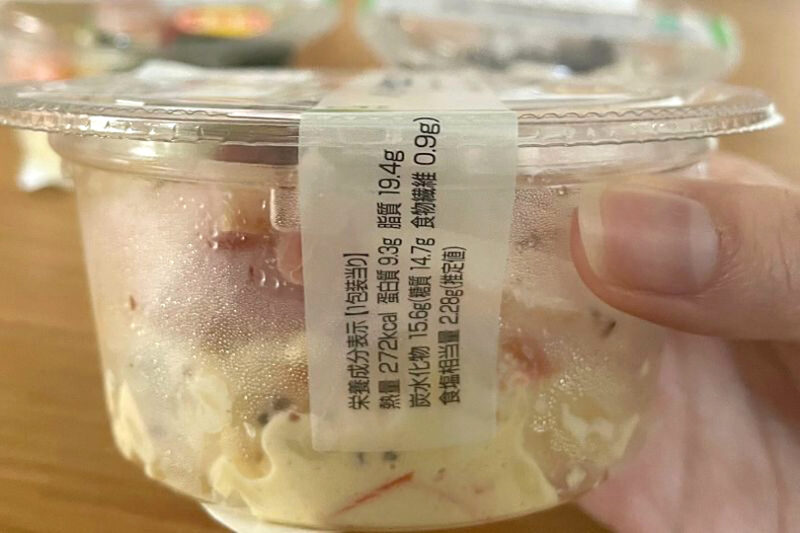 栄養成分表示【1包装当り】
熱量 272kcal 蛋白質 9.3g 脂質 19.4g
炭水化物 15.6g(糖質 14.7g 食物繊維 0.9g)
食塩相当量 2.28g(推定値)